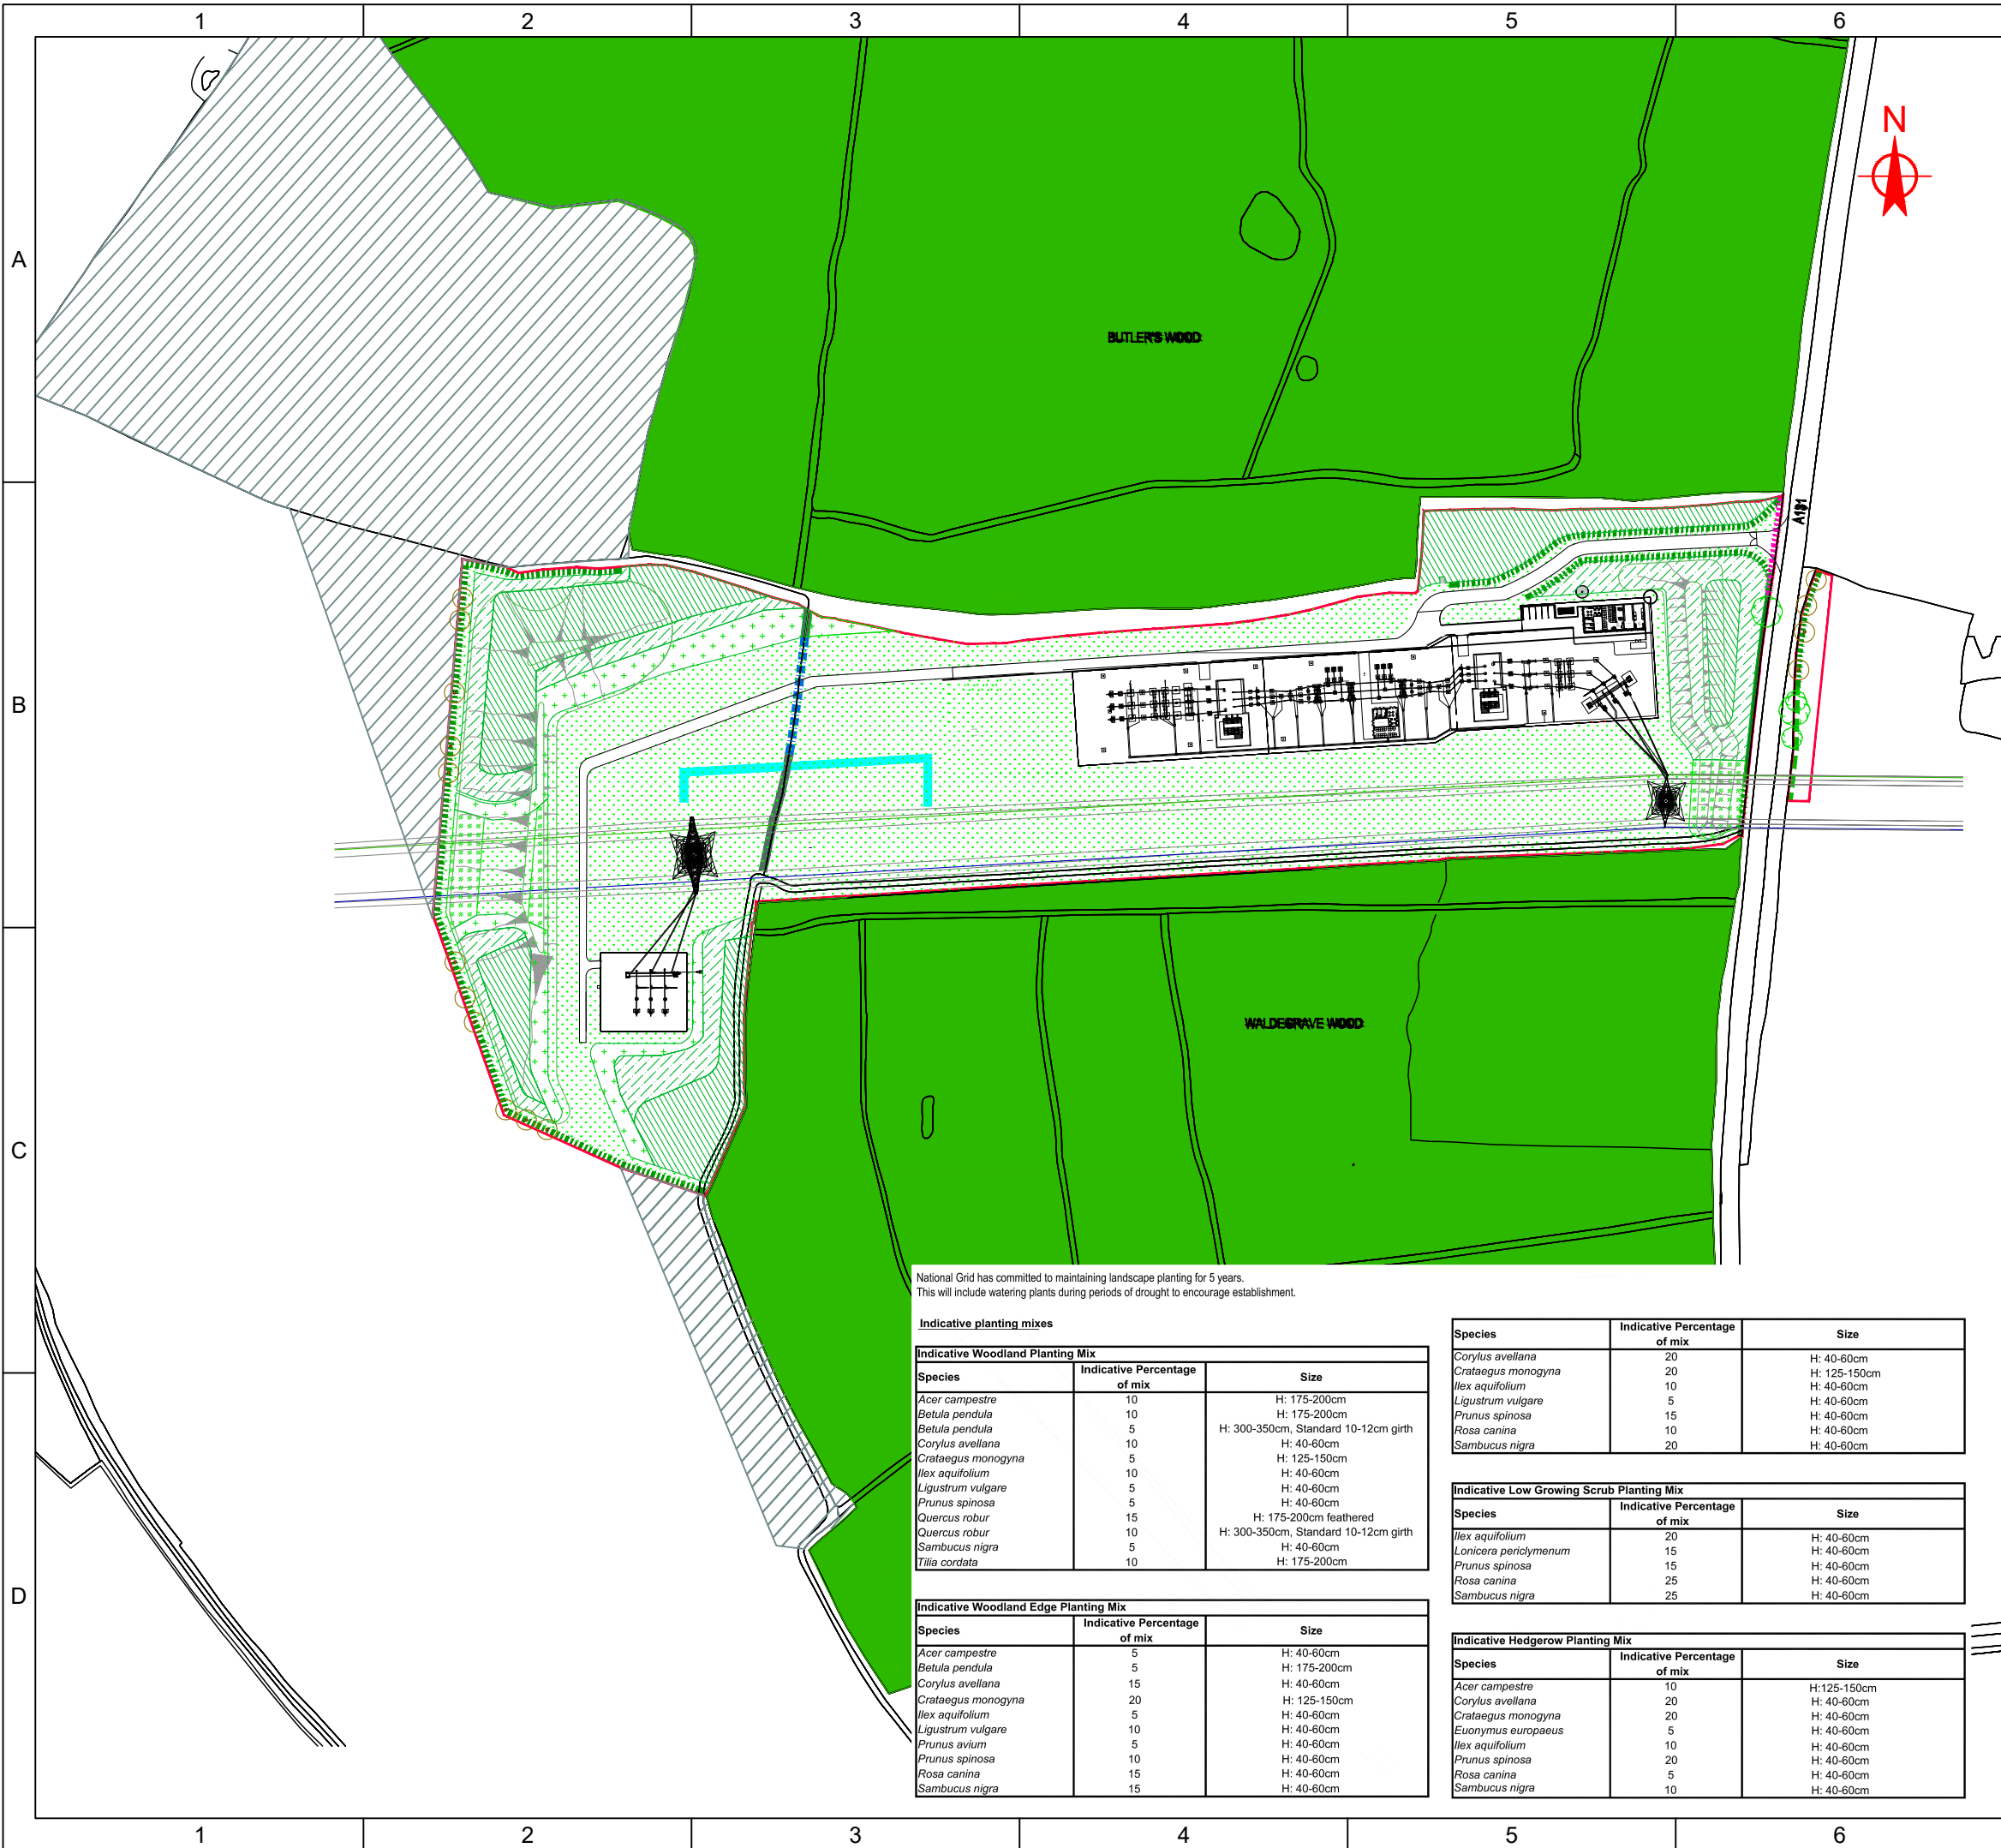 1 2 3 4 5 6
N
A
BUTLER'S WOOD
A131
B
WALDEGRAVE WOOD
C
National Grid has committed to maintaining landscape planting for 5 years.
This will include watering plants during periods of drought to encourage establishment.
Indicative planting mixes
Indicative Woodland Planting Mix
Species Indicative Percentage of mix Size
Acer campestre 10 H: 175-200cm
Betula pendula 10 H: 175-200cm
Betula pendula 5 H: 300-350cm, Standard 10-12cm girth
Corylus avellana 10 H: 40-60cm
Crataegus monogyna 5 H: 125-150cm
Ilex aquifolium 10 H: 40-60cm
Ligustrum vulgare 5 H: 40-60cm
Prunus spinosa 5 H: 40-60cm
Quercus robur 15 H: 175-200cm feathered
Quercus robur 10 H: 300-350cm, Standard 10-12cm girth
Sambucus nigra 5 H: 40-60cm
Tilia cordata 10 H: 175-200cm
Indicative Woodland Edge Planting Mix
Species Indicative Percentage of mix Size
Acer campestre 5 H: 40-60cm
Betula pendula 5 H: 175-200cm
Corylus avellana 15 H: 40-60cm
Crataegus monogyna 20 H: 125-150cm
Ilex aquifolium 5 H: 40-60cm
Ligustrum vulgare 10 H: 40-60cm
Prunus avium 5 H: 40-60cm
Prunus spinosa 10 H: 40-60cm
Rosa canina 15 H: 40-60cm
Sambucus nigra 15 H: 40-60cm
Species Indicative Percentage of mix Size
Corylus avellana 20 H: 40-60cm
Crataegus monogyna 20 H: 125-150cm
Ilex aquifolium 10 H: 40-60cm
Ligustrum vulgare 5 H: 40-60cm
Prunus spinosa 15 H: 40-60cm
Rosa canina 10 H: 40-60cm
Sambucus nigra 20 H: 40-60cm
Indicative Low Growing Scrub Planting Mix
Species Indicative Percentage of mix Size
Ilex aquifolium 20 H: 40-60cm
Lonicera periclymenum 15 H: 40-60cm
Prunus spinosa 15 H: 40-60cm
Rosa canina 25 H: 40-60cm
Sambucus nigra 25 H: 40-60cm
Indicative Hedgerow Planting Mix
Species Indicative Percentage of mix Size
Acer campestre 10 H:125-150cm
Corylus avellana 20 H: 40-60cm
Crataegus monogyna 20 H: 40-60cm
Euonymus europaeus 5 H: 40-60cm
Ilex aquifolium 10 H: 40-60cm
Prunus spinosa 20 H: 40-60cm
Rosa canina 5 H: 40-60cm
Sambucus nigra 10 H: 40-60cm
D
1 2 3 4 5 6